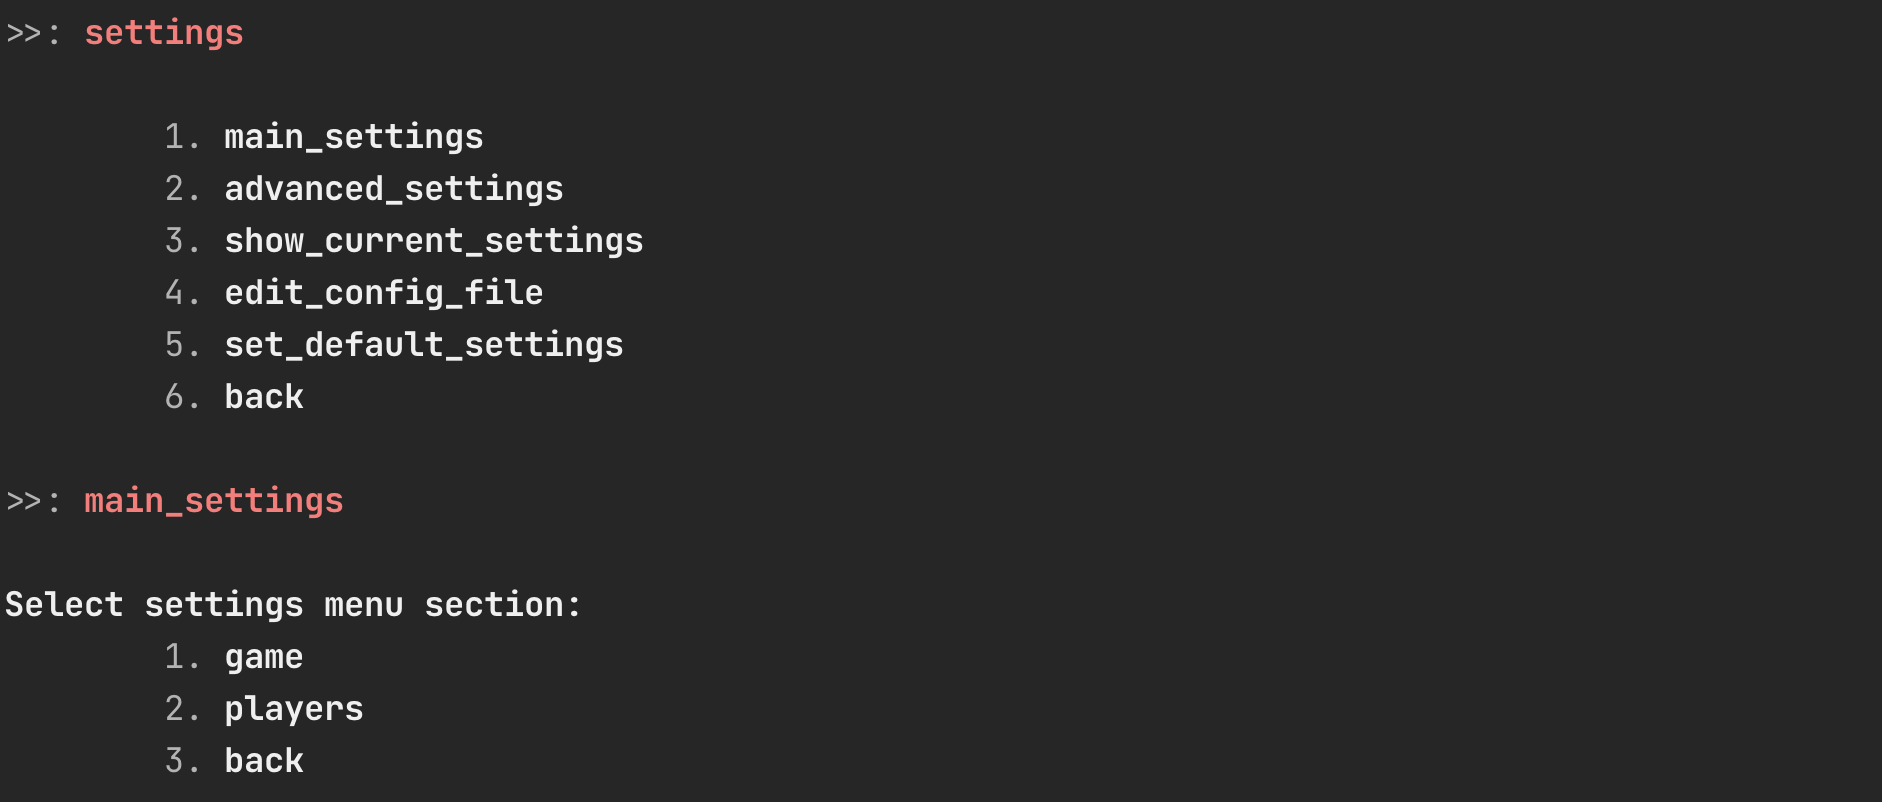 >>: settings
1. main_settings
2. advanced_settings
3. show_current_settings
4. edit_config_file
5. set_default_settings
6. back
>>: main_settings
Select settings menu section:
1. game
2. players
3. back